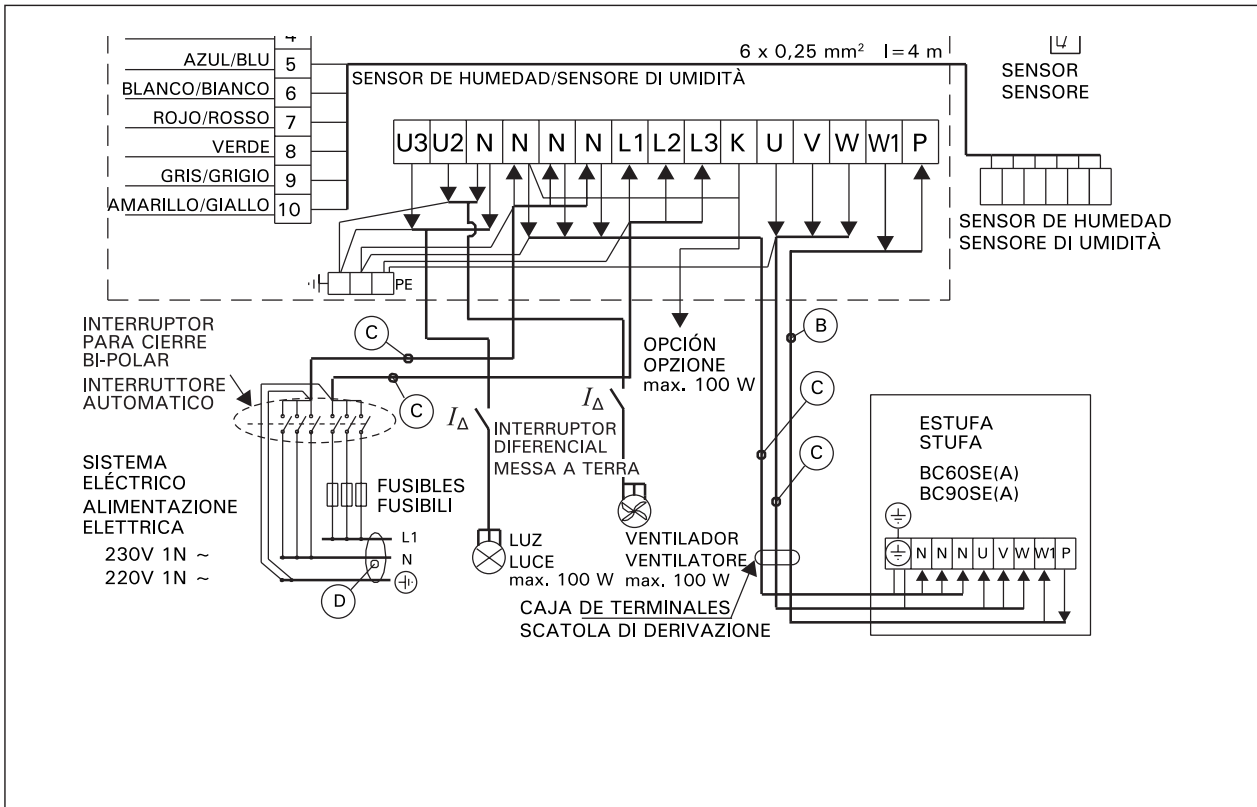 4
AZUL/BLU 5
BLANCO/BIANCO 6
ROJO/ROSSO 7
VERDE 8
GRIS/GRIGIO 9
AMARILLO/GIALLO 10
6 x 0,25 mm² l=4 m
SENSOR DE HUMEDAD/SENSORE DI UMIDITÀ
SENSOR
SENSORE
U3 U2 N N N N L1 L2 L3 K U V W W1 P
SENSOR DE HUMEDAD
SENSORE DI UMIDITÀ
PE
INTERRUPTOR
PARA CIERRE
BI-POLAR
INTERRUTTORE
AUTOMATICO
C
C
OPCIÓN
OPZIONE
max. 100 W
B
C
C
I∆
I∆
INTERRUPTOR
DIFERENCIAL
MESSA A TERRA
ESTUFA
STUFA
BC60SE(A)
BC90SE(A)
N N N U V W W1 P
SISTEMA
ELÉCTRICO
ALIMENTAZIONE
ELETTRICA
230V 1N ~
220V 1N ~
FUSIBLES
FUSIBILI
L1
N
D
LUZ
LUCE
max. 100 W
VENTILADOR
VENTILATORE
max. 100 W
CAJA DE TERMINALES
SCATOLA DI DERIVAZIONE